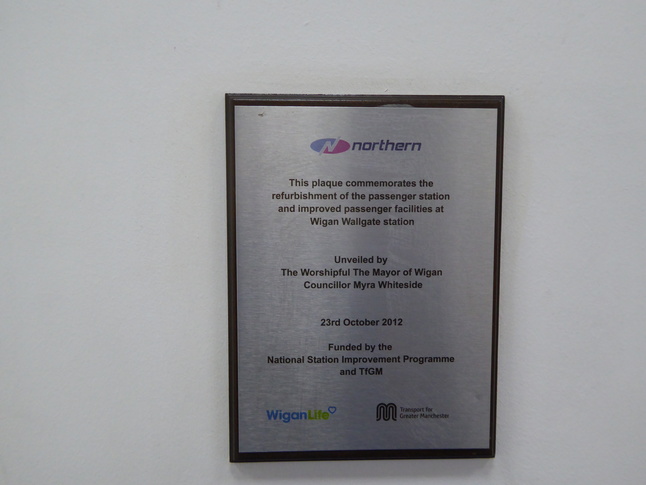 northern
This plaque commemorates the
refurbishment of the passenger station
and improved passenger facilities at
Wigan Wallgate station
Unveiled by
The Worshipful The Mayor of Wigan
Councillor Myra Whiteside
23rd October 2012
Funded by the
National Station Improvement Programme
and TfGM
WiganLife
Transport for
Greater Manchester